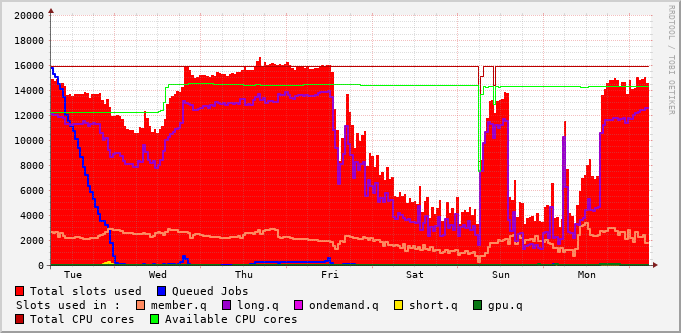 20000
18000
16000
14000
12000
10000
8000
6000
4000
2000
0
Tue Wed Thu Fri Sat Sun Mon
RRDTOOL / TOBI OETIKER
Total slots used Queued Jobs
Slots used in : member.q long.q ondemand.q short.q gpu.q
Total CPU cores Available CPU cores